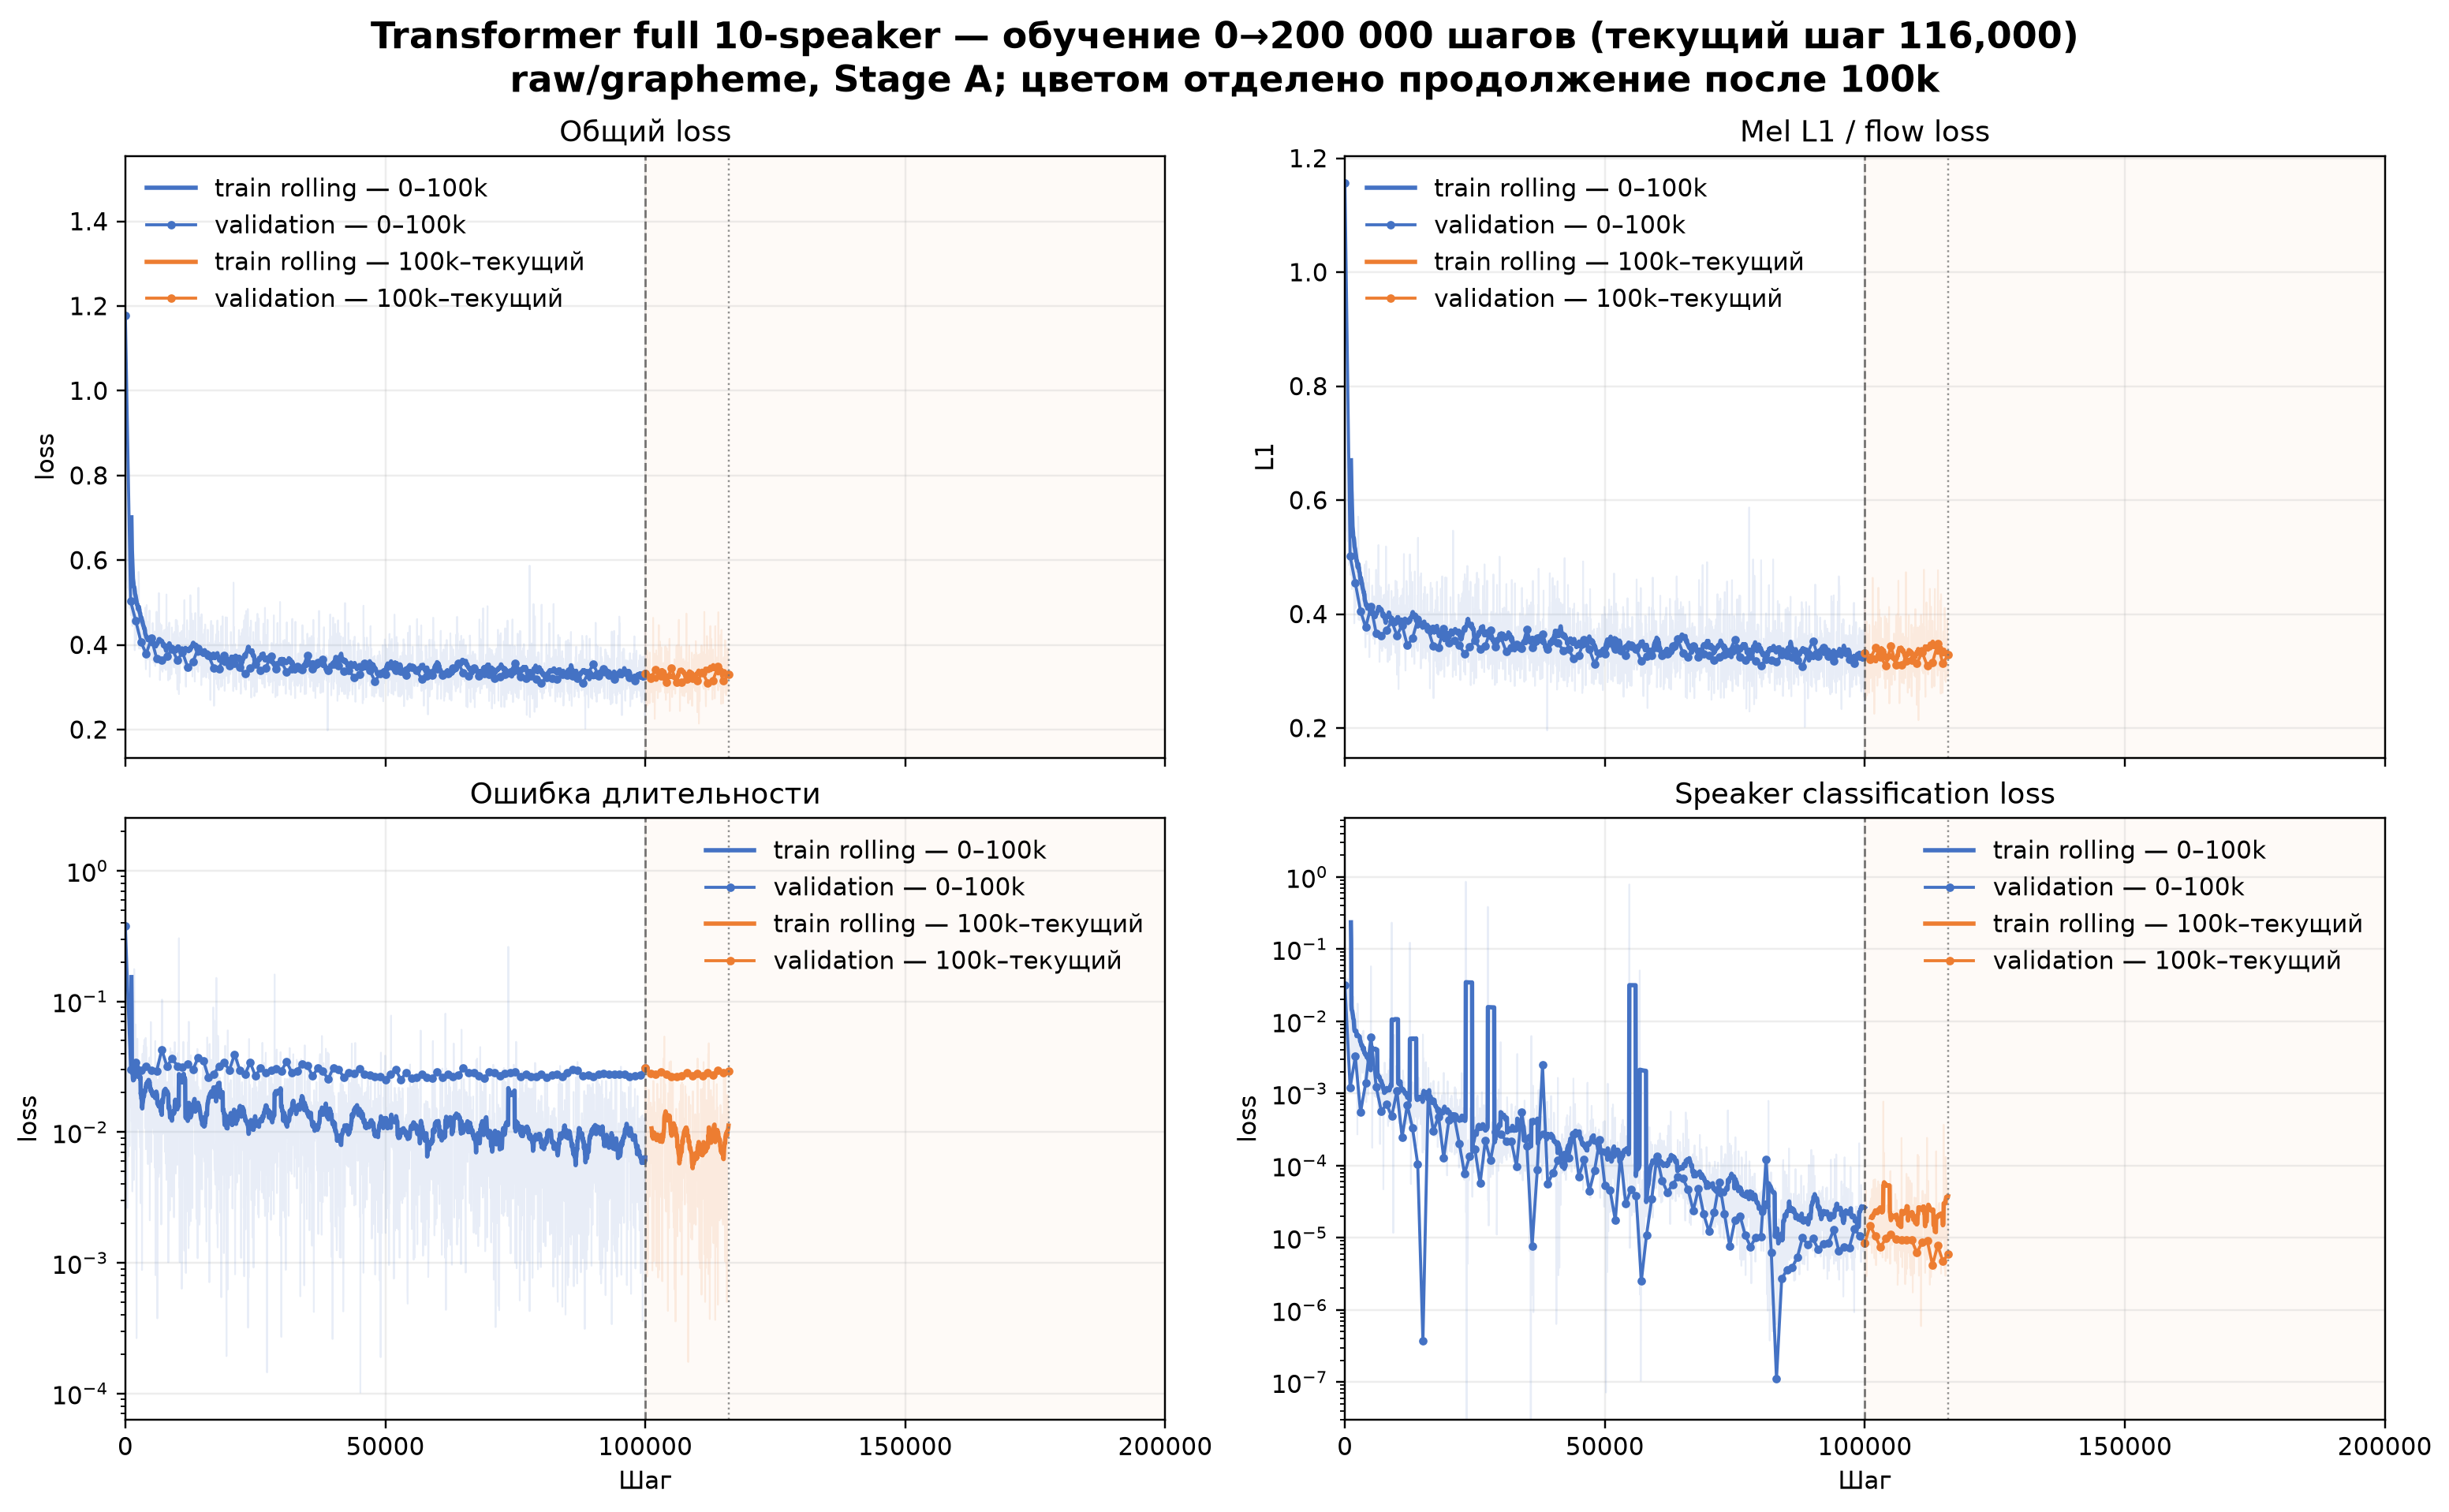 Transformer full 10-speaker — обучение 0→200 000 шагов (текущий шаг 116,000)
raw/grapheme, Stage A; цветом отделено продолжение после 100k
Общий loss
train rolling — 0–100k
validation — 0–100k
train rolling — 100k–текущий
validation — 100k–текущий
loss
1.4
1.2
1.0
0.8
0.6
0.4
0.2
Mel L1 / flow loss
train rolling — 0–100k
validation — 0–100k
train rolling — 100k–текущий
validation — 100k–текущий
L1
1.2
1.0
0.8
0.6
0.4
0.2
Ошибка длительности
train rolling — 0–100k
validation — 0–100k
train rolling — 100k–текущий
validation — 100k–текущий
loss
10⁰
10⁻¹
10⁻²
10⁻³
10⁻⁴
0 50000 100000 150000 200000
Шаг
Speaker classification loss
train rolling — 0–100k
validation — 0–100k
train rolling — 100k–текущий
validation — 100k–текущий
loss
10⁰
10⁻¹
10⁻²
10⁻³
10⁻⁴
10⁻⁵
10⁻⁶
10⁻⁷
0 50000 100000 150000 200000
Шаг